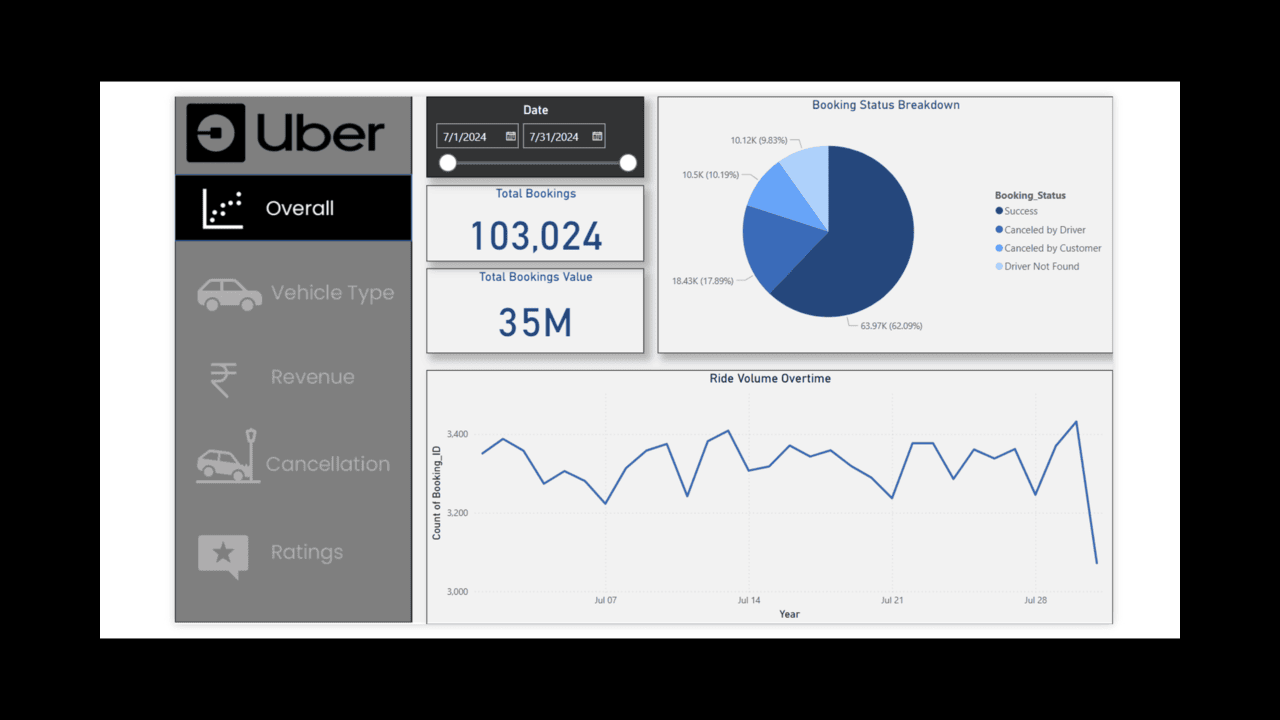 Uber
Overall
Vehicle Type
Revenue
Cancellation
Ratings
Date
7/1/2024
7/31/2024
Total Bookings
103,024
Total Bookings Value
35M
Booking Status Breakdown
10.12K (9.83%)
10.5K (10.19%)
18.43K (17.89%)
63.97K (62.09%)
Booking_Status
Success
Canceled by Driver
Canceled by Customer
Driver Not Found
Ride Volume Overtime
Count of Booking_ID
3,400
3,200
3,000
Jul 07
Jul 14
Jul 21
Jul 28
Year